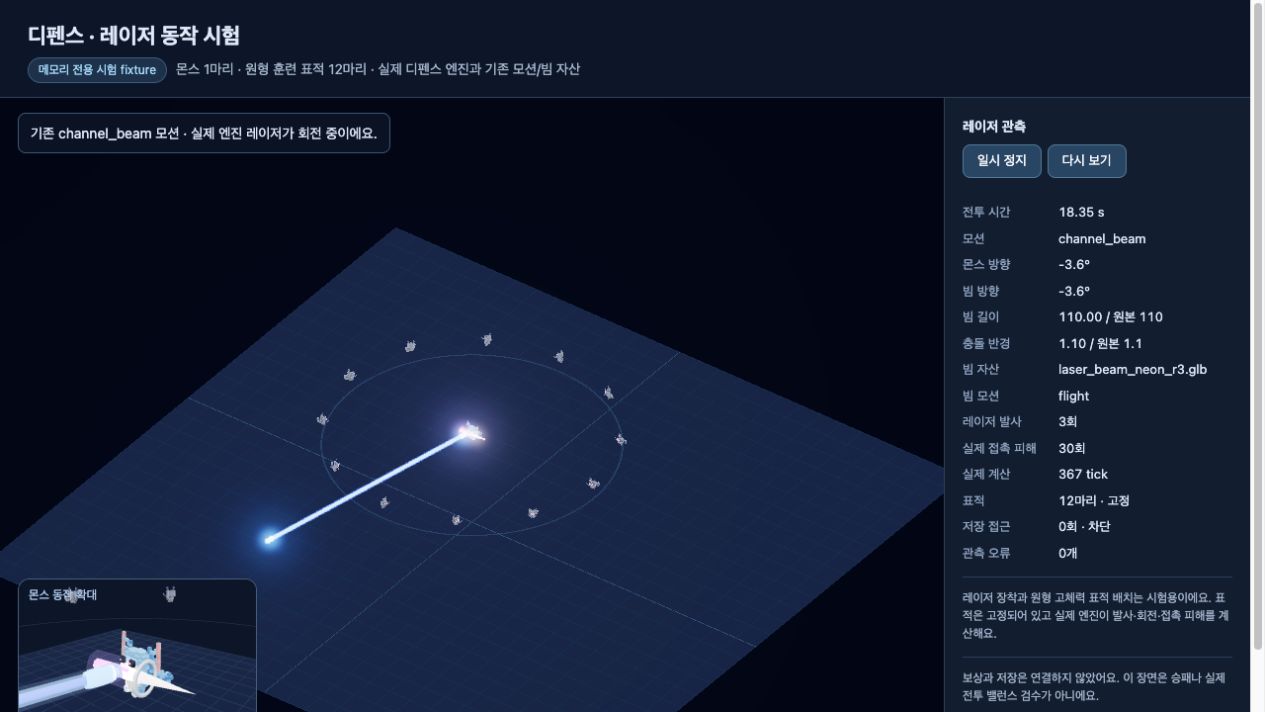 디펜스 · 레이저 동작 시험
메모리 전용 시험 fixture 몬스 1마리 · 원형 훈련 표적 12마리 · 실제 디펜스 엔진과 기존 모션/빔 자산
기존 channel_beam 모션 · 실제 엔진 레이저가 회전 중이에요.
레이저 관측
일시 정지 다시 보기
전투 시간 18.35 s
모션 channel_beam
몬스 방향 -3.6°
빔 방향 -3.6°
빔 길이 110.00 / 원본 110
충돌 반경 1.10 / 원본 1.1
빔 자산 laser_beam_neon_r3.glb
빔 모션 flight
레이저 발사 3회
실제 접촉 피해 30회
실제 계산 367 tick
표적 12마리 · 고정
저장 접근 0회 · 차단
관측 오류 0개
레이저 장착과 원형 고체력 표적 배치는 시험용이에요. 표
적은 고정되어 있고 실제 엔진이 발사·회전·접촉 피해를 계
산해요.
보상과 저장은 연결하지 않았어요. 이 장면은 승패나 실제
전투 밸런스 검수가 아니에요.
몬스 동작 확대